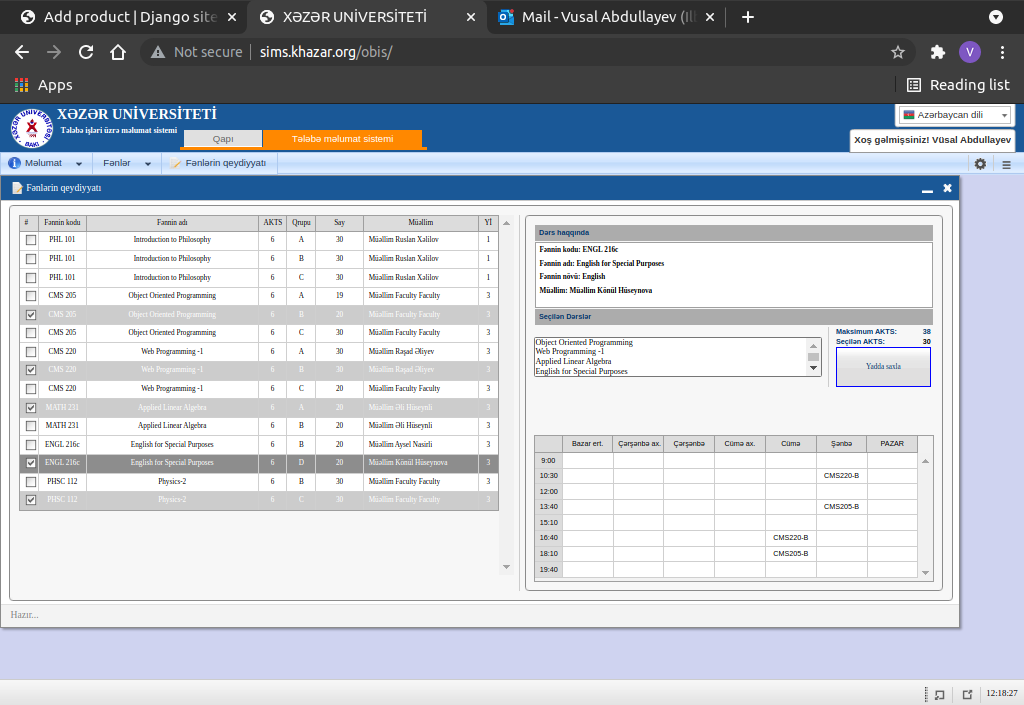 Add product | Django site
XƏZƏR UNİVERSİTETİ
Mail - Vusal Abdullayev (Il
Not secure sims.khazar.org/obis/
V
Apps
Reading list
XƏZƏR UNİVERSİTETİ
Tələbə işləri üzrə məlumat sistemi
Qapı
Tələbə məlumat sistemi
Azərbaycan dili
Xoş gəlmişsiniz! Vüsal Abdullayev
Məlumat Fənlər Fənlərin qeydiyyatı
Fənlərin qeydiyyatı
# Fənnin kodu Fənnin adı AKTS Qrupu Say Müəllim Yİ
PHL 101 Introduction to Philosophy 6 A 30 Müəllim Ruslan Xəlilov 1
PHL 101 Introduction to Philosophy 6 B 30 Müəllim Ruslan Xəlilov 1
PHL 101 Introduction to Philosophy 6 C 30 Müəllim Ruslan Xəlilov 1
CMS 205 Object Oriented Programming 6 A 19 Müəllim Faculty Faculty 3
CMS 205 Object Oriented Programming 6 B 20 Müəllim Faculty Faculty 3
CMS 205 Object Oriented Programming 6 C 30 Müəllim Faculty Faculty 3
CMS 220 Web Programming -1 6 A 30 Müəllim Rəşad Əliyev 3
CMS 220 Web Programming -1 6 B 30 Müəllim Rəşad Əliyev 3
CMS 220 Web Programming -1 6 C 20 Müəllim Faculty Faculty 3
MATH 231 Applied Linear Algebra 6 A 20 Müəllim Əli Hüseynli 3
MATH 231 Applied Linear Algebra 6 B 20 Müəllim Əli Hüseynli 3
ENGL 216c English for Special Purposes 6 B 20 Müəllim Aysel Nasirli 3
ENGL 216c English for Special Purposes 6 D 20 Müəllim Könül Hüseynova 3
PHSC 112 Physics-2 6 B 30 Müəllim Faculty Faculty 3
PHSC 112 Physics-2 6 C 30 Müəllim Faculty Faculty 3
Dərs haqqında
Fənnin kodu: ENGL 216c
Fənnin adı: English for Special Purposes
Fənnin növü: English
Müəllim: Müəllim Könül Hüseynova
Seçilən Dərslər
Object Oriented Programming
Web Programming -1
Applied Linear Algebra
English for Special Purposes
Maksimum AKTS: 38
Seçilən AKTS: 30
Yadda saxla
Bazar ert. Çərşənbə ax. Çərşənbə Cümə ax. Cümə Şənbə PAZAR
9:00
10:30 CMS220-B
12:00
13:40 CMS205-B
15:10
16:40 CMS220-B
18:10 CMS205-B
19:40
Hazır...
12:18:27